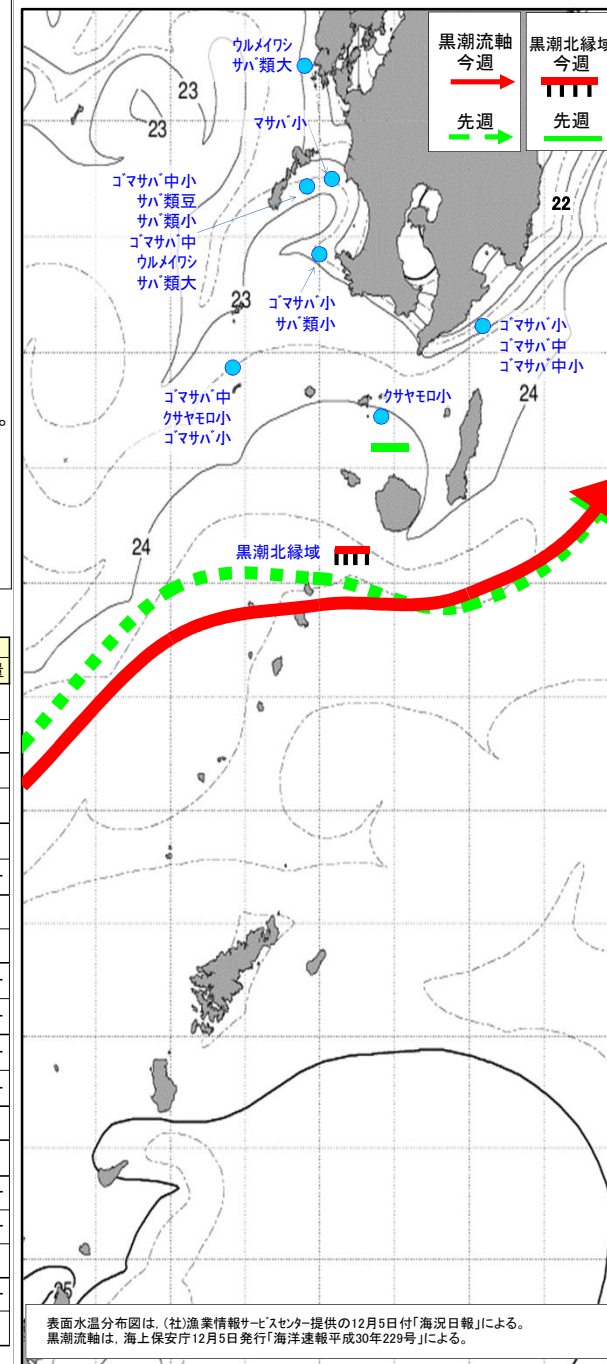 黒潮流軸
今週
先週
黒潮北縁域
今週
先週
ウルメイワシ
サバ類大
マサバ小
ゴマサバ中小
サバ類豆
サバ類小
ゴマサバ中
ウルメイワシ
サバ類大
ゴマサバ小
サバ類小
ゴマサバ小
ゴマサバ中
ゴマサバ中小
ゴマサバ中
クサヤモロ小
ゴマサバ小
クサヤモロ小
黒潮北縁域
23
23
22
23
24
24
表面水温分布図は,(社)漁業情報サービスセンター提供の12月5日付「海況日報」による。
黒潮流軸は,海上保安庁12月5日発行「海洋速報平成30年229号」による。